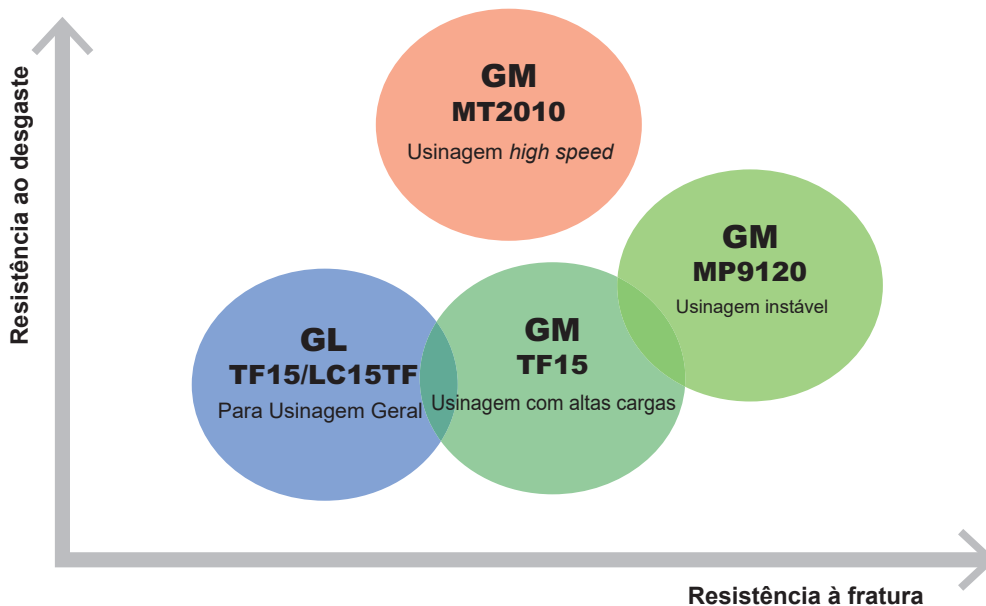 Resistência ao desgaste
GM
MT2010
Usinagem high speed
GM
MP9120
Usinagem instável
GL
TF15/LC15TF
Para Usinagem Geral
GM
TF15
Usinagem com altas cargas
Resistência à fratura